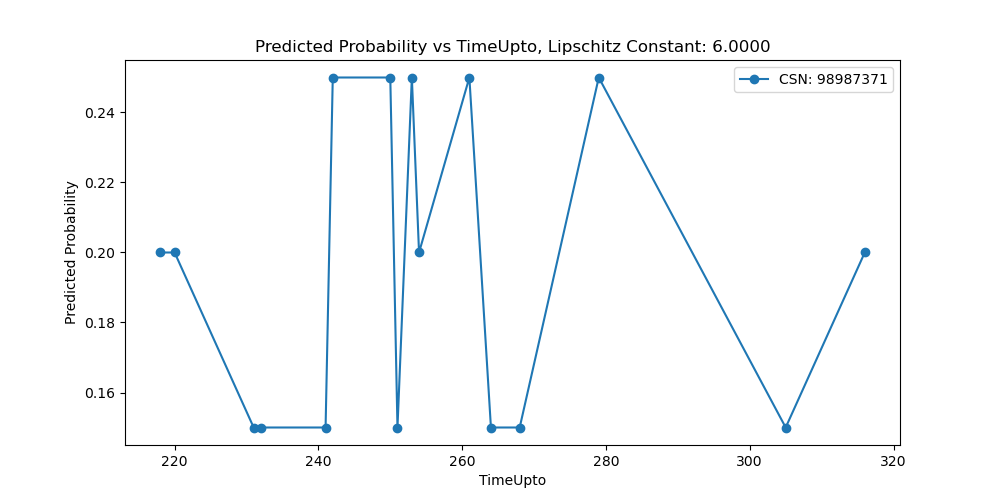 Predicted Probability vs TimeUpto, Lipschitz Constant: 6.0000
CSN: 98987371
Predicted Probability
0.24
0.22
0.20
0.18
0.16
220 240 260 280 300 320
TimeUpto